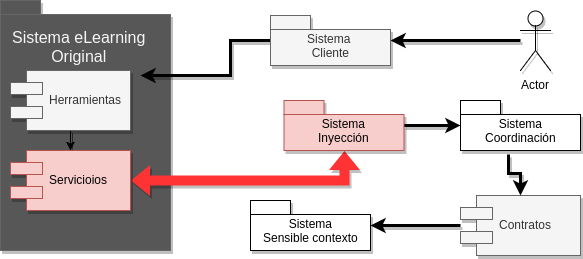 Sistema eLearning
Original
Herramientas
Servicioios
Sistema
Cliente
Actor
Sistema
Inyección
Sistema
Coordinación
Contratos
Sistema
Sensible contexto